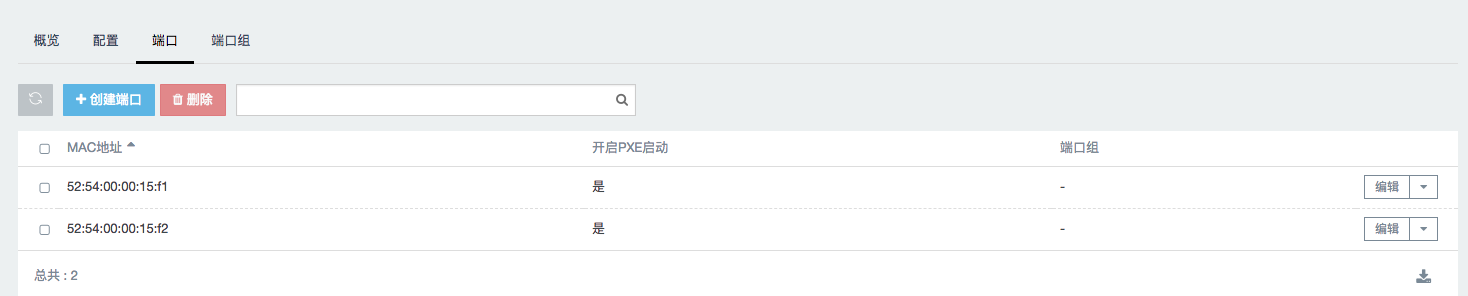 概览 配置 端口 端口组
创建端口 删除
MAC地址 开启PXE启动 端口组
52:54:00:00:15:f1 是 - 编辑
52:54:00:00:15:f2 是 - 编辑
总共 : 2